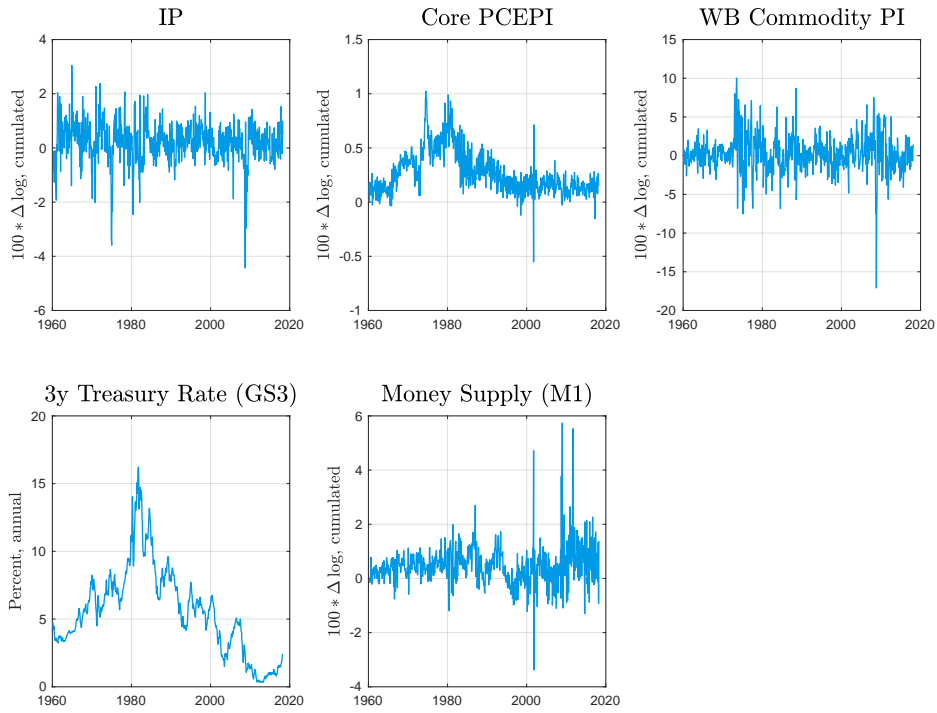 IP
100 ∗ Δ log, cumulated
4
2
0
-2
-4
-6
1960 1980 2000 2020
Core PCEPI
100 ∗ Δ log, cumulated
1.5
1
0.5
0
-0.5
-1
1960 1980 2000 2020
WB Commodity PI
100 ∗ Δ log, cumulated
15
10
5
0
-5
-10
-15
-20
1960 1980 2000 2020
3y Treasury Rate (GS3)
Percent, annual
20
15
10
5
0
1960 1980 2000 2020
Money Supply (M1)
100 ∗ Δ log, cumulated
6
4
2
0
-2
-4
1960 1980 2000 2020